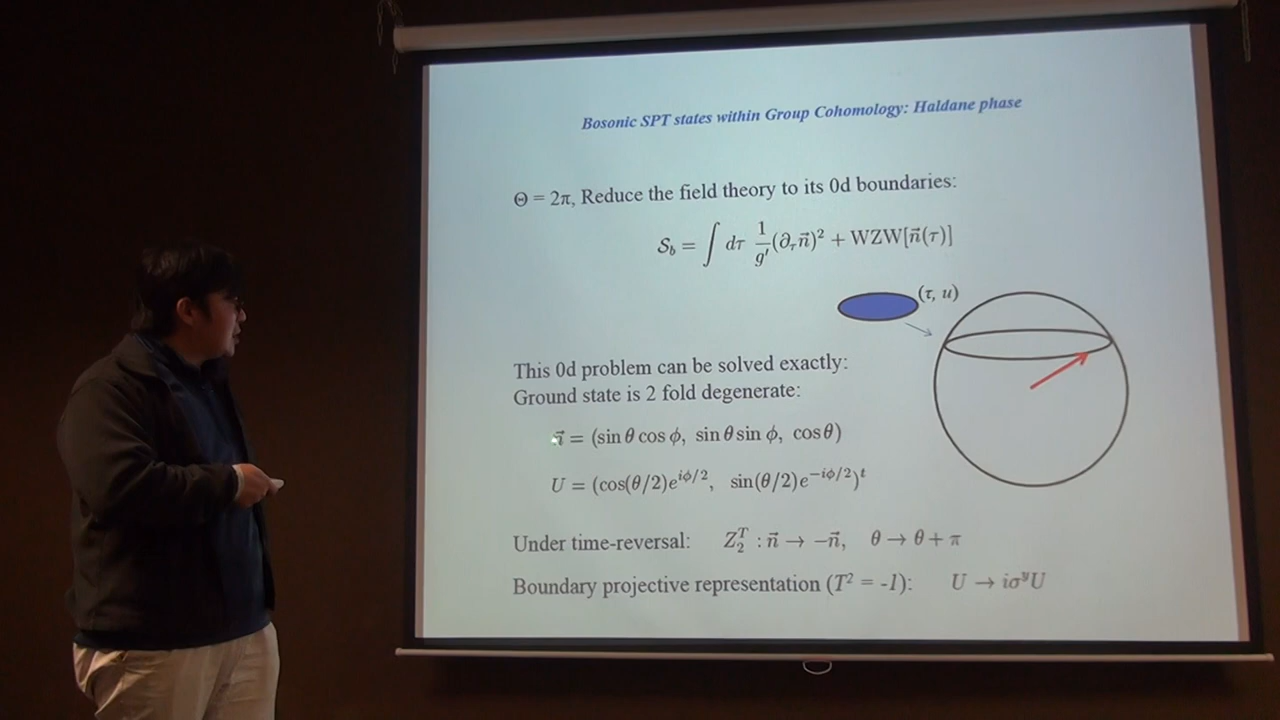 Bosonic SPT states within Group Cohomology: Haldane phase
Θ = 2π, Reduce the field theory to its 0d boundaries:
𝒮_b = ∫ dτ 1/g′ (∂_τ n⃗)² + WZW[n⃗(τ)]
(τ, u)
This 0d problem can be solved exactly:
Ground state is 2 fold degenerate:
n⃗ = (sin θ cos ϕ, sin θ sin ϕ, cos θ)
U = (cos(θ/2)e^{iϕ/2}, sin(θ/2)e^{−iϕ/2})^t
Under time-reversal: Z_2^T : n⃗ → −n⃗, θ → θ + π
Boundary projective representation (T² = -1): U → iσ^y U